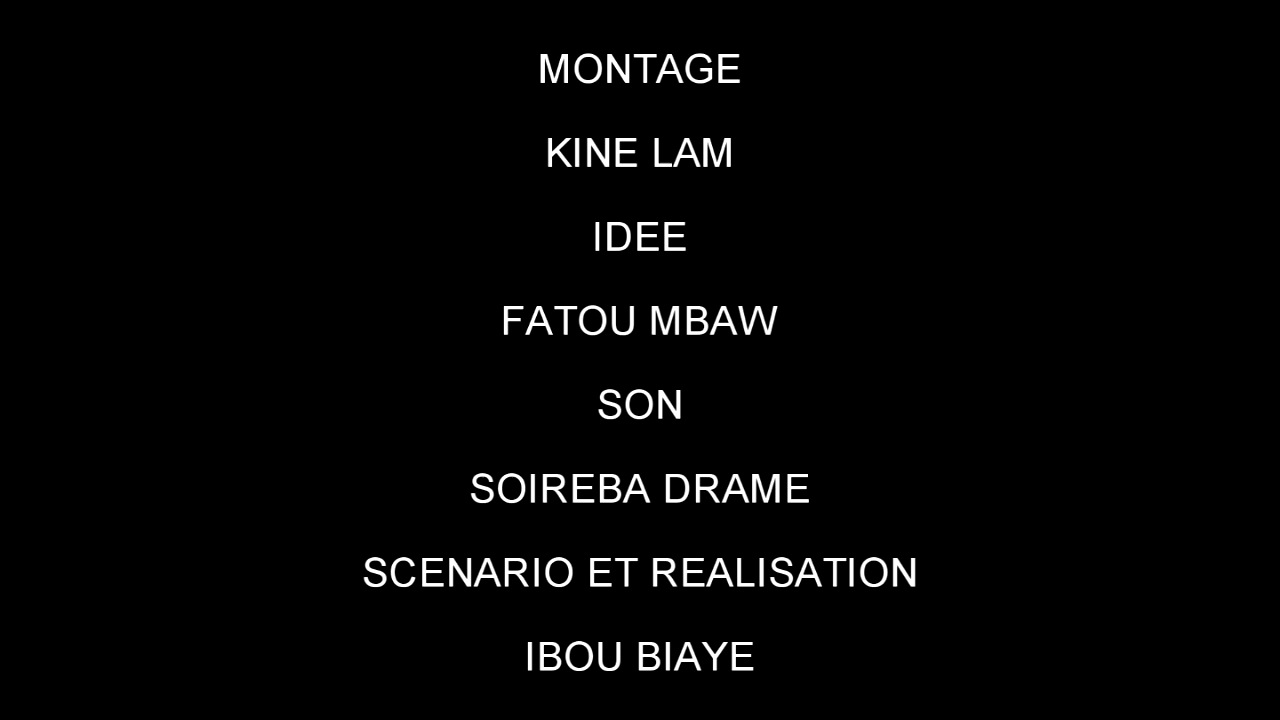 MONTAGE
KINE LAM
IDEE
FATOU MBAW
SON
SOIREBA DRAME
SCENARIO ET REALISATION
IBOU BIAYE